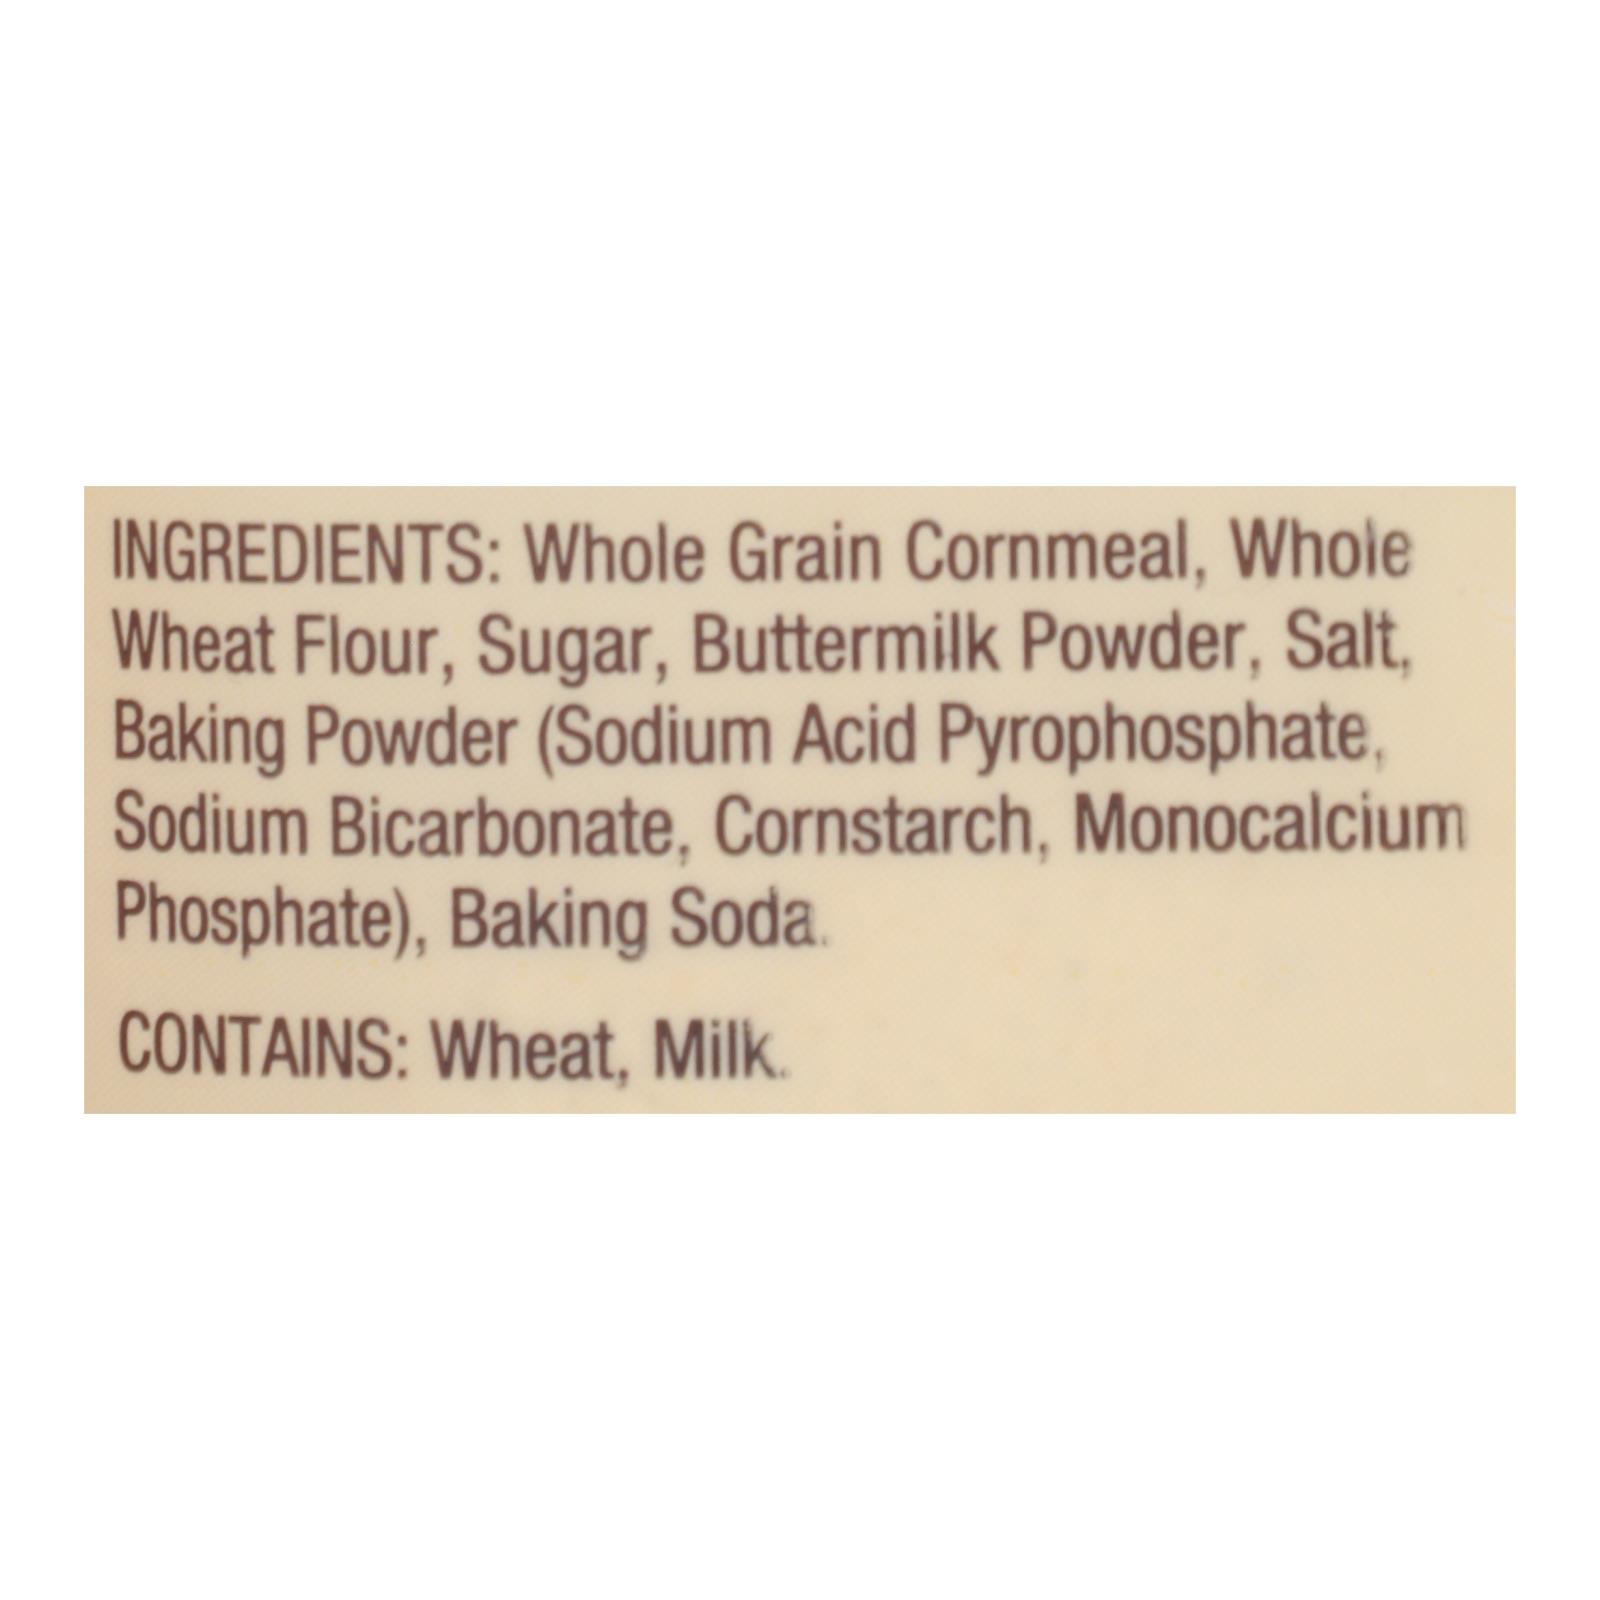 INGREDIENTS: Whole Grain Cornmeal, Whole
Wheat Flour, Sugar, Buttermilk Powder, Salt,
Baking Powder (Sodium Acid Pyrophosphate,
Sodium Bicarbonate, Cornstarch, Monocalcium
Phosphate), Baking Soda.
CONTAINS: Wheat, Milk.